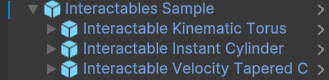 Interactables Sample
Interactable Kinematic Torus
Interactable Instant Cylinder
Interactable Velocity Tapered C